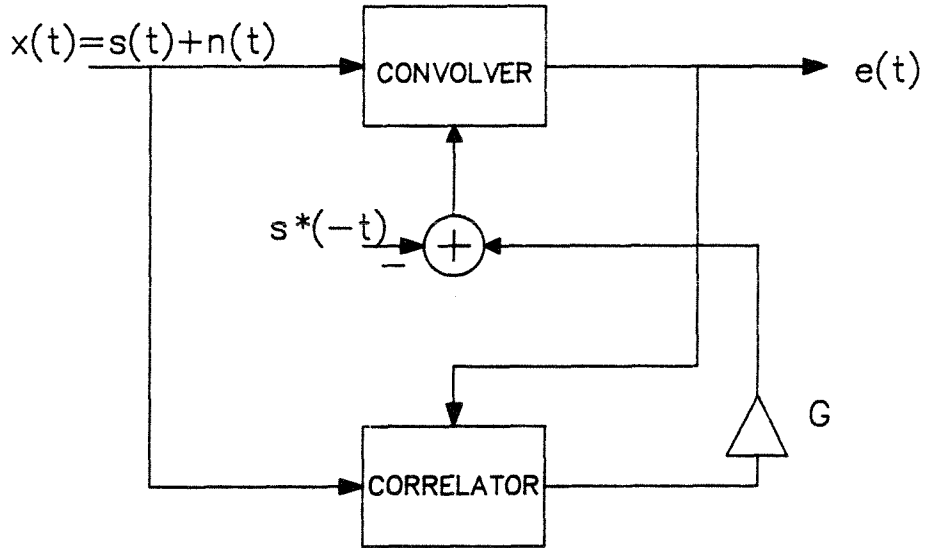 x(t)=s(t)+n(t)
CONVOLVER
e(t)
s*(-t)
+
−
G
CORRELATOR